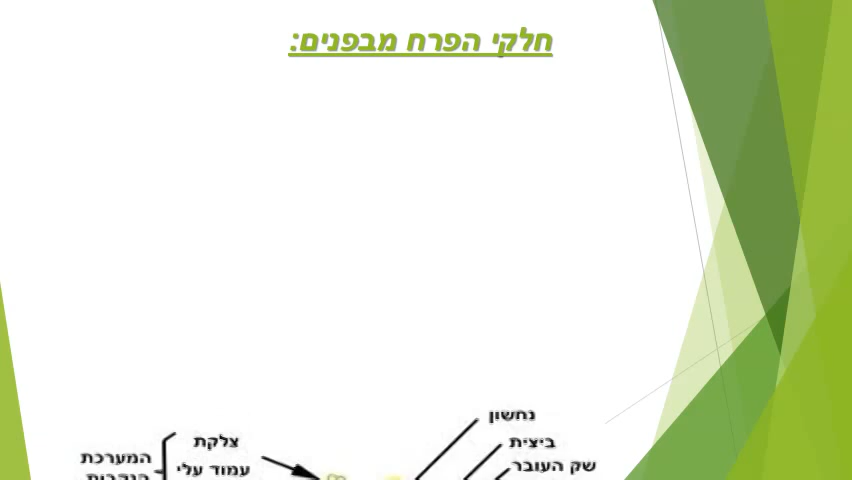 חלקי הפרח מבפנים:
נחשון
צלקת
ביצית
המערכת
עמוד עלי
שק העובר